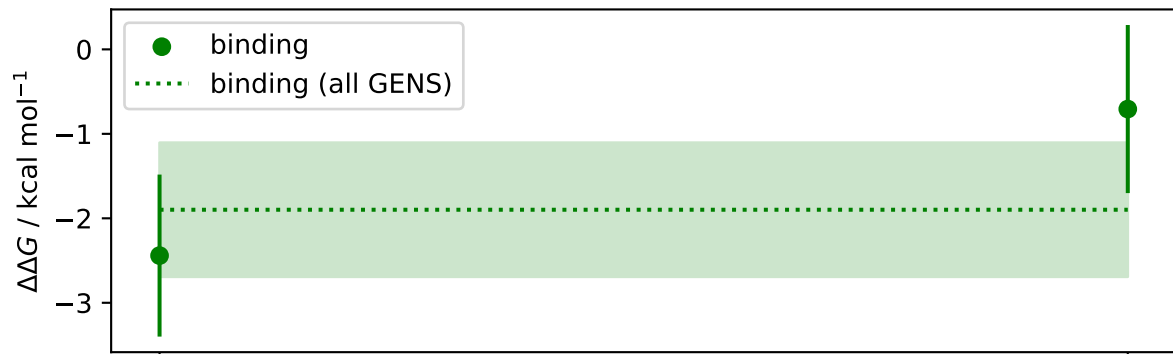 binding
binding (all GENS)
0
−1
−2
−3
ΔΔG / kcal mol⁻¹